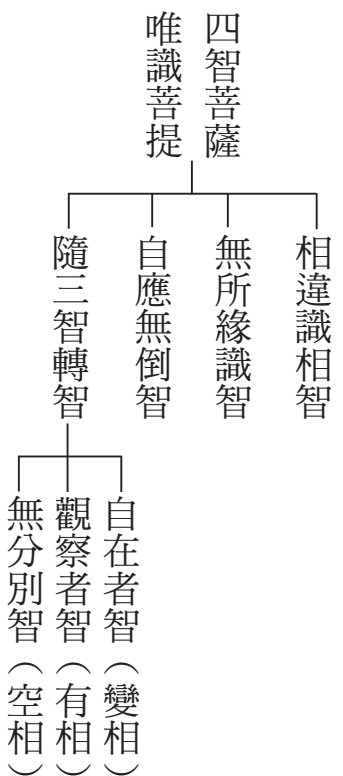 四智菩薩
唯識菩提
相違識相智
無所緣識智
自應無倒智
隨三智轉智
自在者智（變相）
觀察者智（有相）
無分別智（空相）